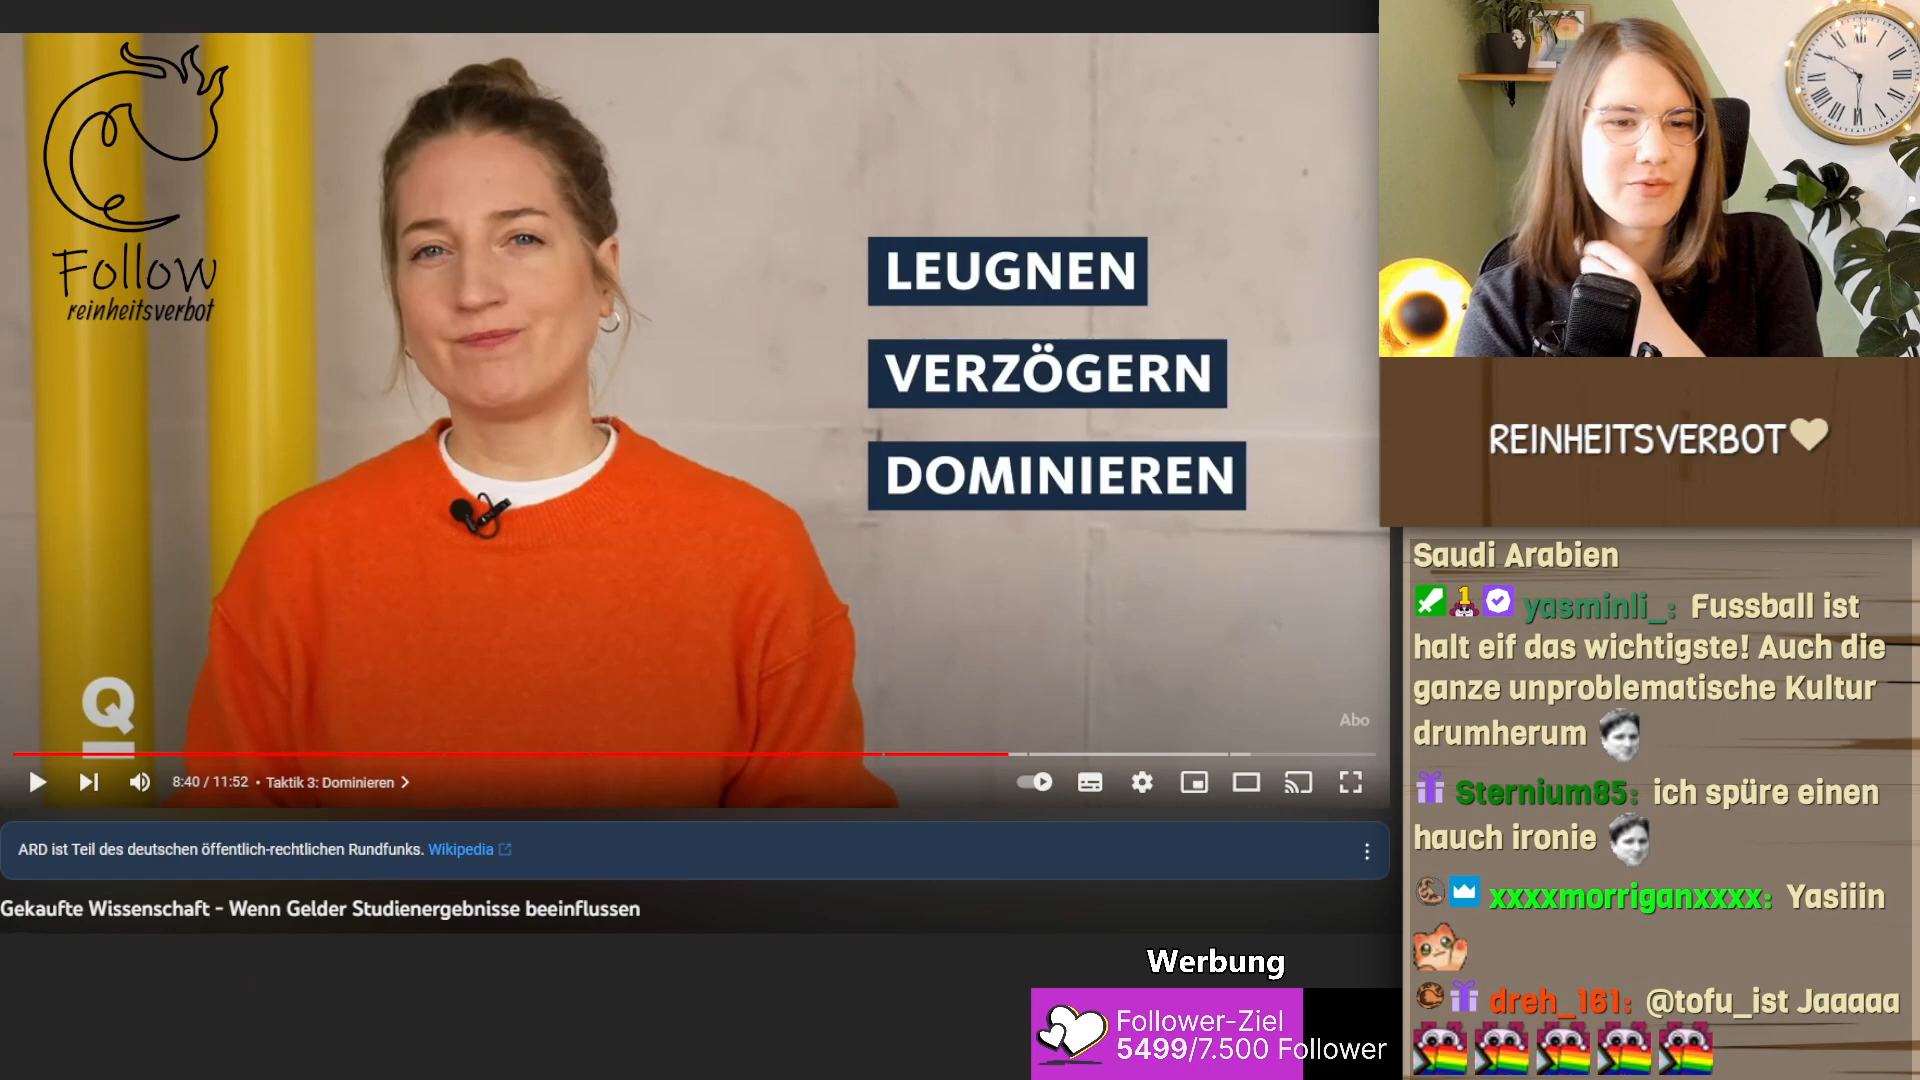 Follow
reinheitsverbot
LEUGNEN
VERZÖGERN
DOMINIEREN
Q
Abo
8:40 / 11:52 • Taktik 3: Dominieren
ARD ist Teil des deutschen öffentlich-rechtlichen Rundfunks. Wikipedia
Gekaufte Wissenschaft - Wenn Gelder Studienergebnisse beeinflussen
Werbung
Follower-Ziel
5499/7.500 Follower
REINHEITSVERBOT
Saudi Arabien
yasminli_: Fussball ist
halt eif das wichtigste! Auch die
ganze unproblematische Kultur
drumherum
Sternium85: ich spüre einen
hauch ironie
xxxxmorriganxxxx: Yasiiin
dreh_161: @tofu_ist Jaaaaa